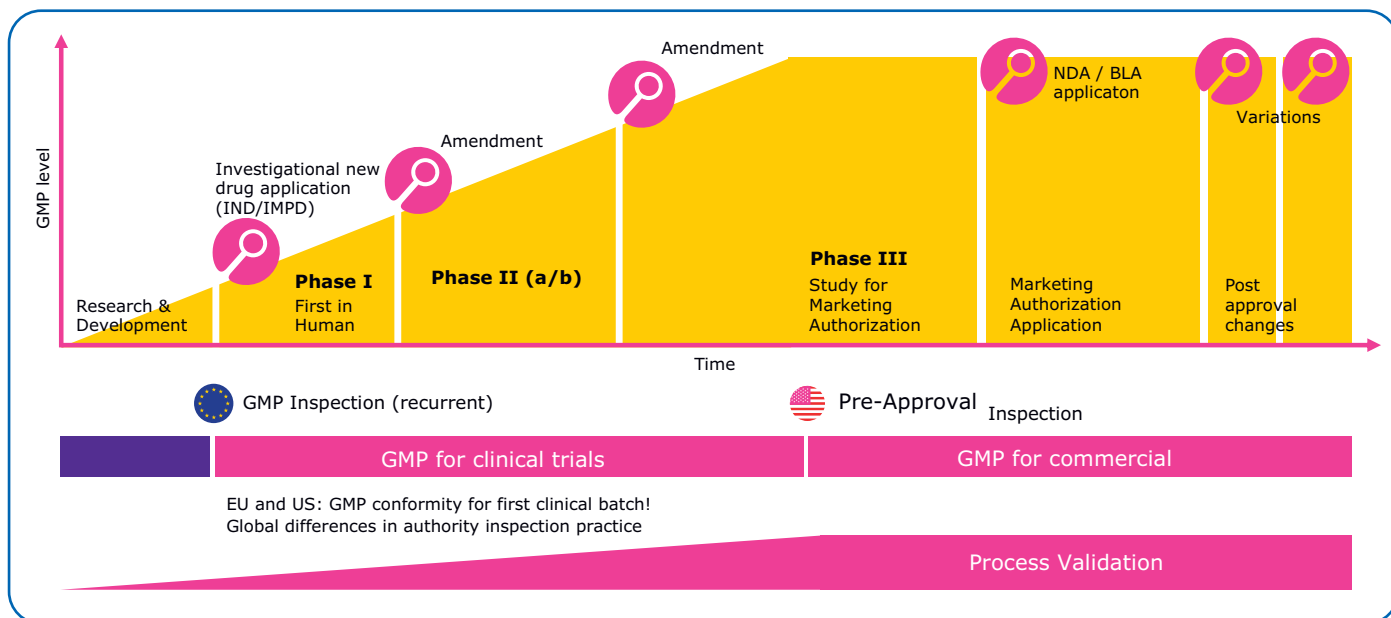 Amendment
NDA / BLA
applicaton
Variations
Amendment
Investigational new
drug application
(IND/IMPD)
GMP level
Phase III
Study for
Marketing
Authorization
Phase II (a/b)
Phase I
First in
Human
Marketing
Authorization
Application
Post
approval
changes
Research &
Development
Time
GMP Inspection (recurrent)
Pre-Approval Inspection
GMP for clinical trials
GMP for commercial
EU and US: GMP conformity for first clinical batch!
Global differences in authority inspection practice
Process Validation